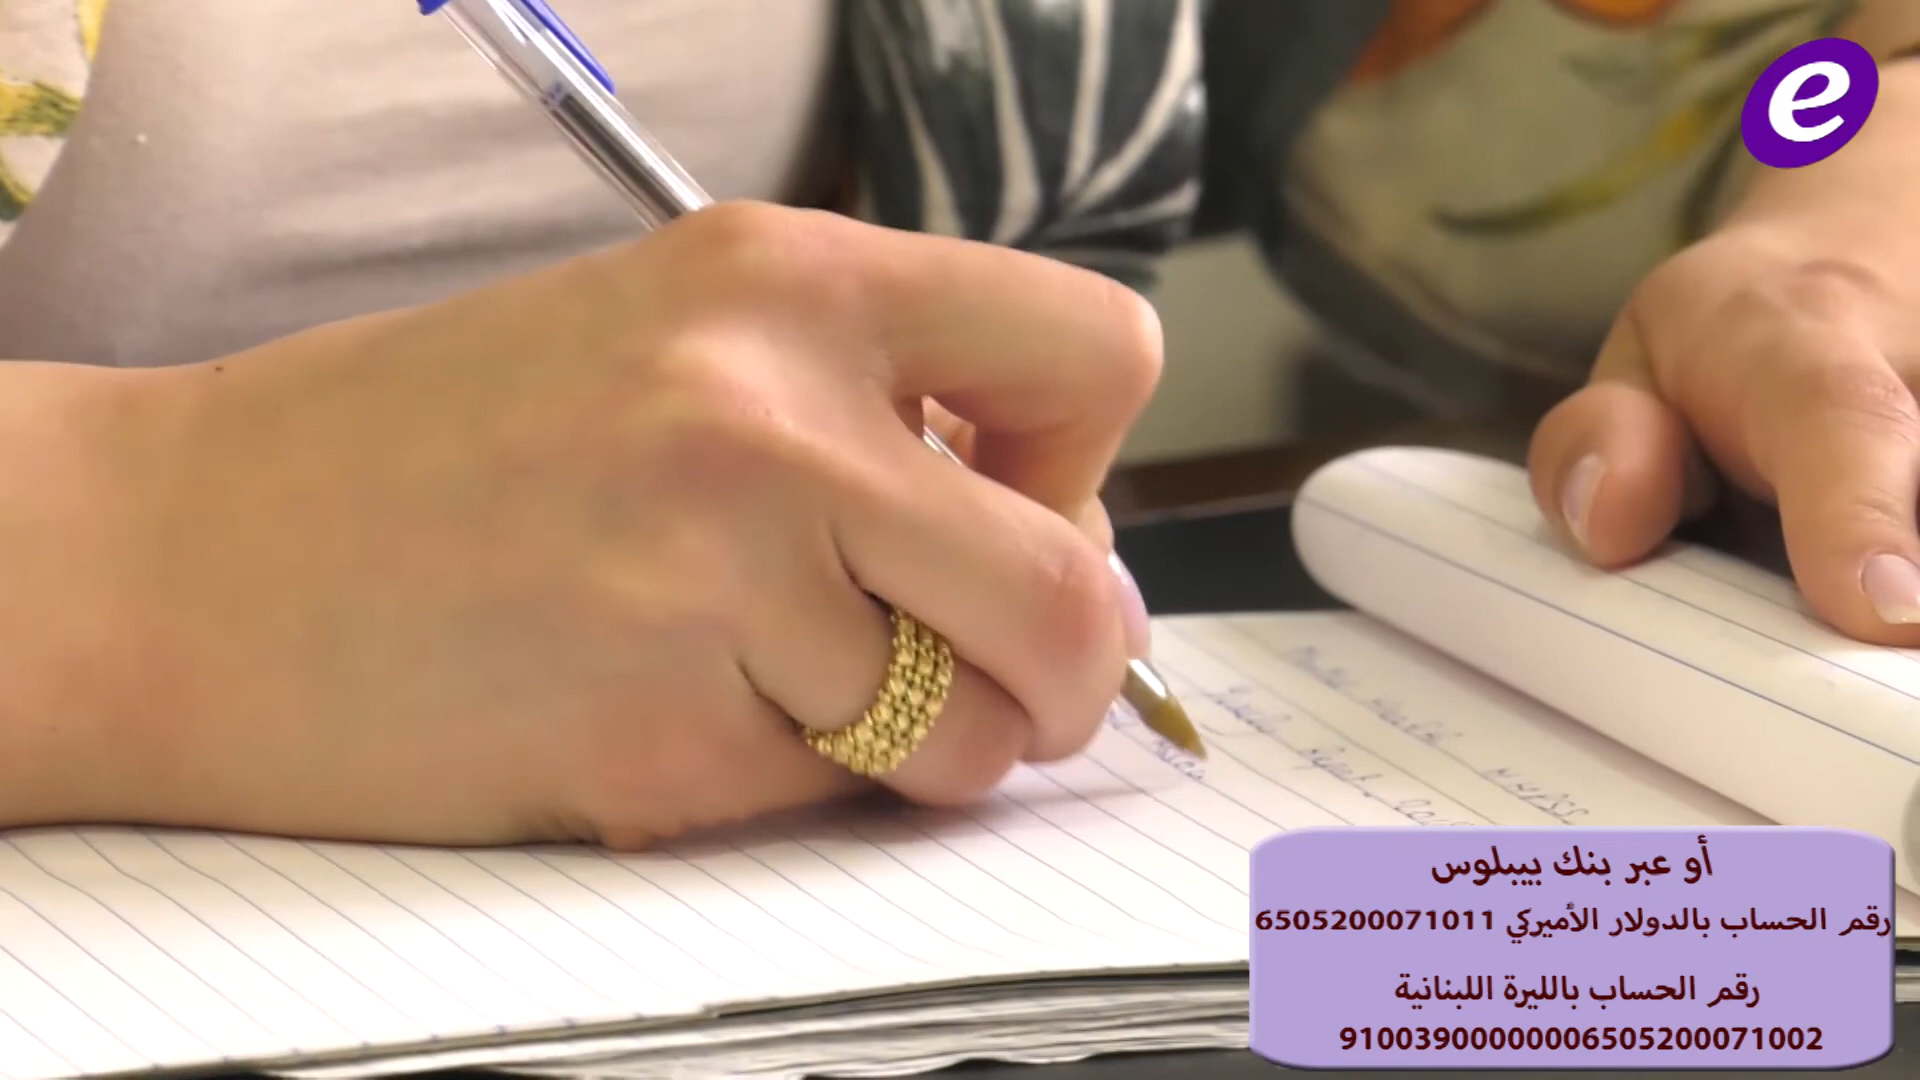 e
أو عبر بنك بيبلوس
رقم الحساب بالدولار الأميركي 6505200071011
رقم الحساب بالليرة اللبنانية
91003900000006505200071002